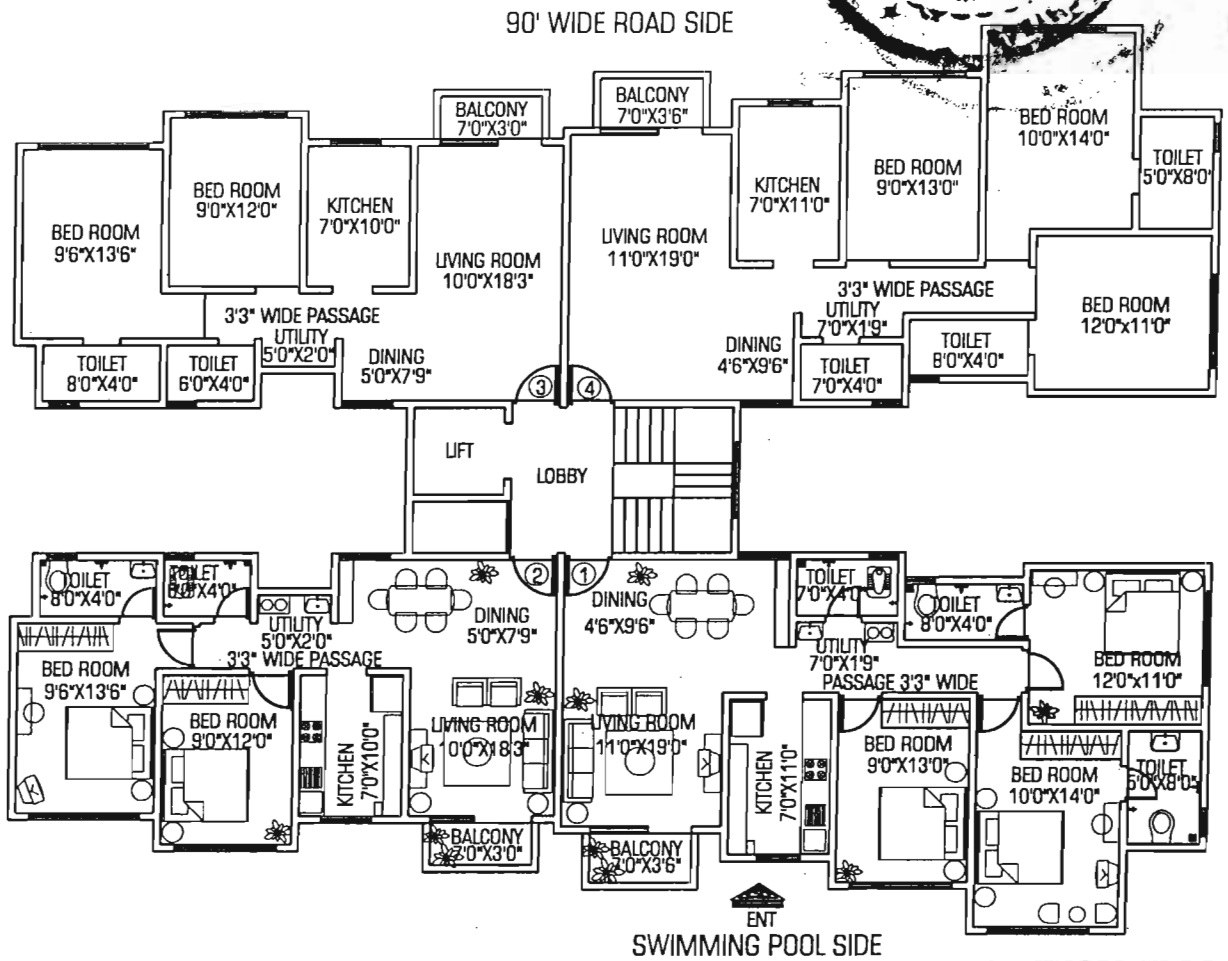 90' WIDE ROAD SIDE
BALCONY
7'0"X3'0"
BALCONY
7'0"X3'6"
BED ROOM
10'0"X14'0"
TOILET
5'0"X8'0"
BED ROOM
9'0"X12'0"
KITCHEN
7'0"X10'0"
KITCHEN
7'0"X11'0"
BED ROOM
9'0"X13'0"
BED ROOM
9'6"X13'6"
LIVING ROOM
10'0"X18'3"
LIVING ROOM
11'0"X19'0"
3'3" WIDE PASSAGE
UTILITY
5'0"X2'0"
3'3" WIDE PASSAGE
UTILITY
7'0"X1'9"
BED ROOM
12'0"x11'0"
TOILET
8'0"X4'0"
TOILET
6'0"X4'0"
DINING
5'0"X7'9"
DINING
4'6"X9'6"
TOILET
7'0"X4'0"
TOILET
8'0"X4'0"
3
4
LIFT
LOBBY
2
1
TOILET
8'0"X4'0"
TOILET
UTILITY
5'0"X2'0"
3'3" WIDE PASSAGE
DINING
5'0"X7'9"
DINING
4'6"X9'6"
TOILET
7'0"X4'0"
TOILET
8'0"X4'0"
UTILITY
7'0"X1'9"
PASSAGE 3'3" WIDE
BED ROOM
12'0"x11'0"
BED ROOM
9'6"X13'6"
BED ROOM
9'0"X12'0"
KITCHEN
7'0"X10'0"
LIVING ROOM
10'0"X18'3"
LIVING ROOM
11'0"X19'0"
KITCHEN
7'0"X11'0"
BED ROOM
9'0"X13'0"
BED ROOM
10'0"X14'0"
TOILET
5'0"X8'0"
BALCONY
7'0"X3'0"
BALCONY
7'0"X3'6"
ENT
SWIMMING POOL SIDE